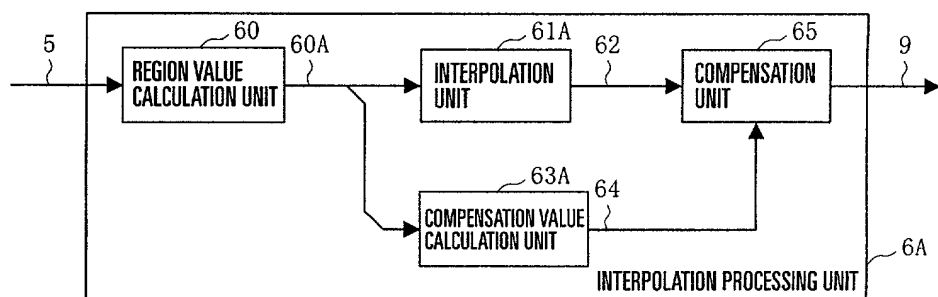 5
60
REGION VALUE
CALCULATION UNIT
60A
61A
INTERPOLATION
UNIT
62
65
COMPENSATION
UNIT
9
63A
COMPENSATION VALUE
CALCULATION UNIT
64
6A
INTERPOLATION PROCESSING UNIT